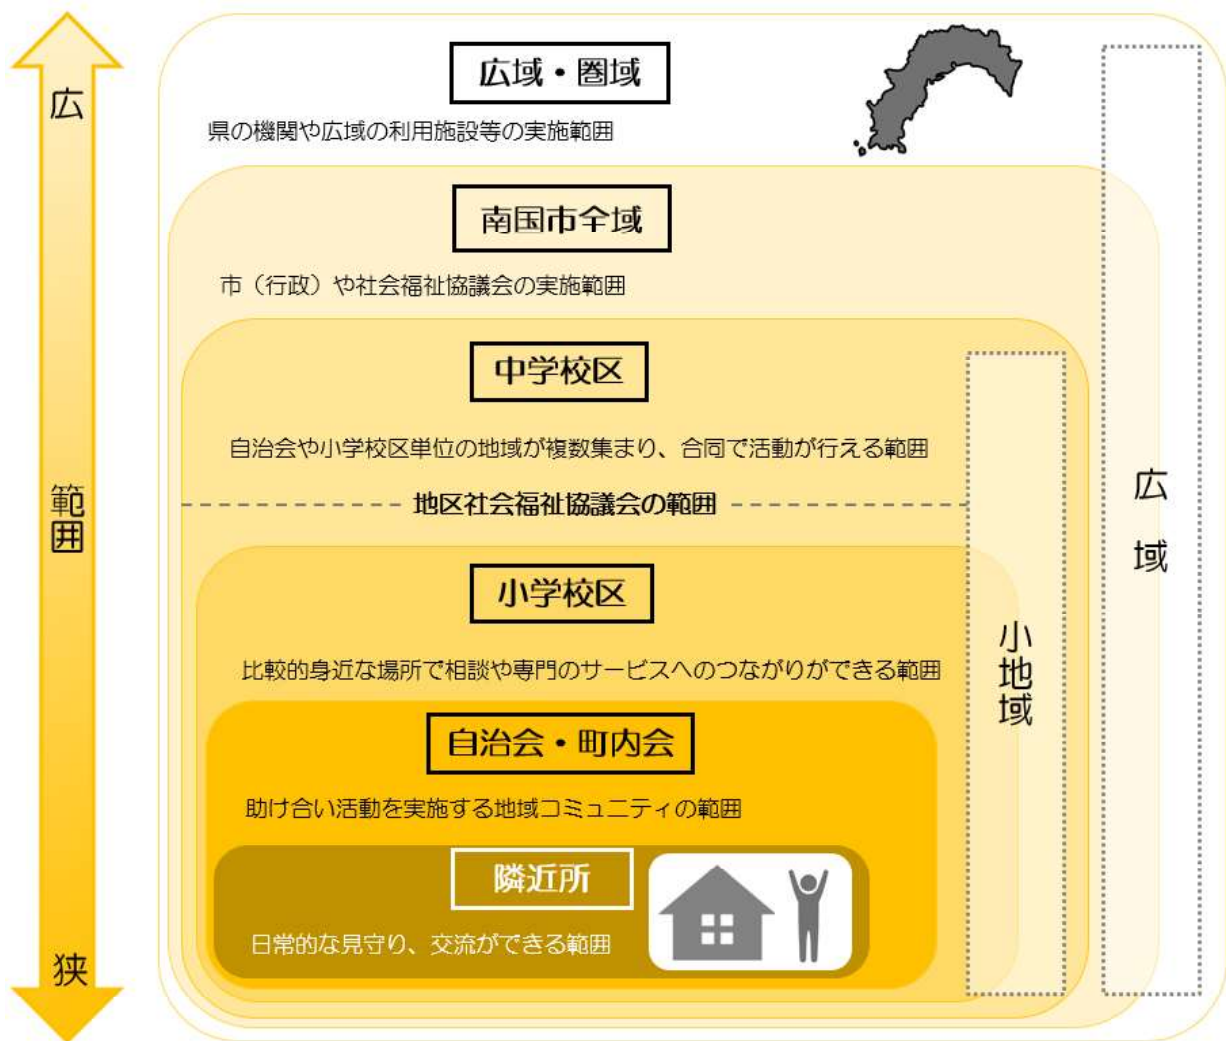 広
範囲
狭
広域・圏域
県の機関や広域の利用施設等の実施範囲
南国市全域
市（行政）や社会福祉協議会の実施範囲
中学校区
自治会や小学校区単位の地域が複数集まり、合同で活動が行える範囲
地区社会福祉協議会の範囲
小学校区
比較的身近な場所で相談や専門のサービスへのつながりができる範囲
自治会・町内会
助け合い活動を実施する地域コミュニティの範囲
隣近所
日常的な見守り、交流ができる範囲
小地域
広域